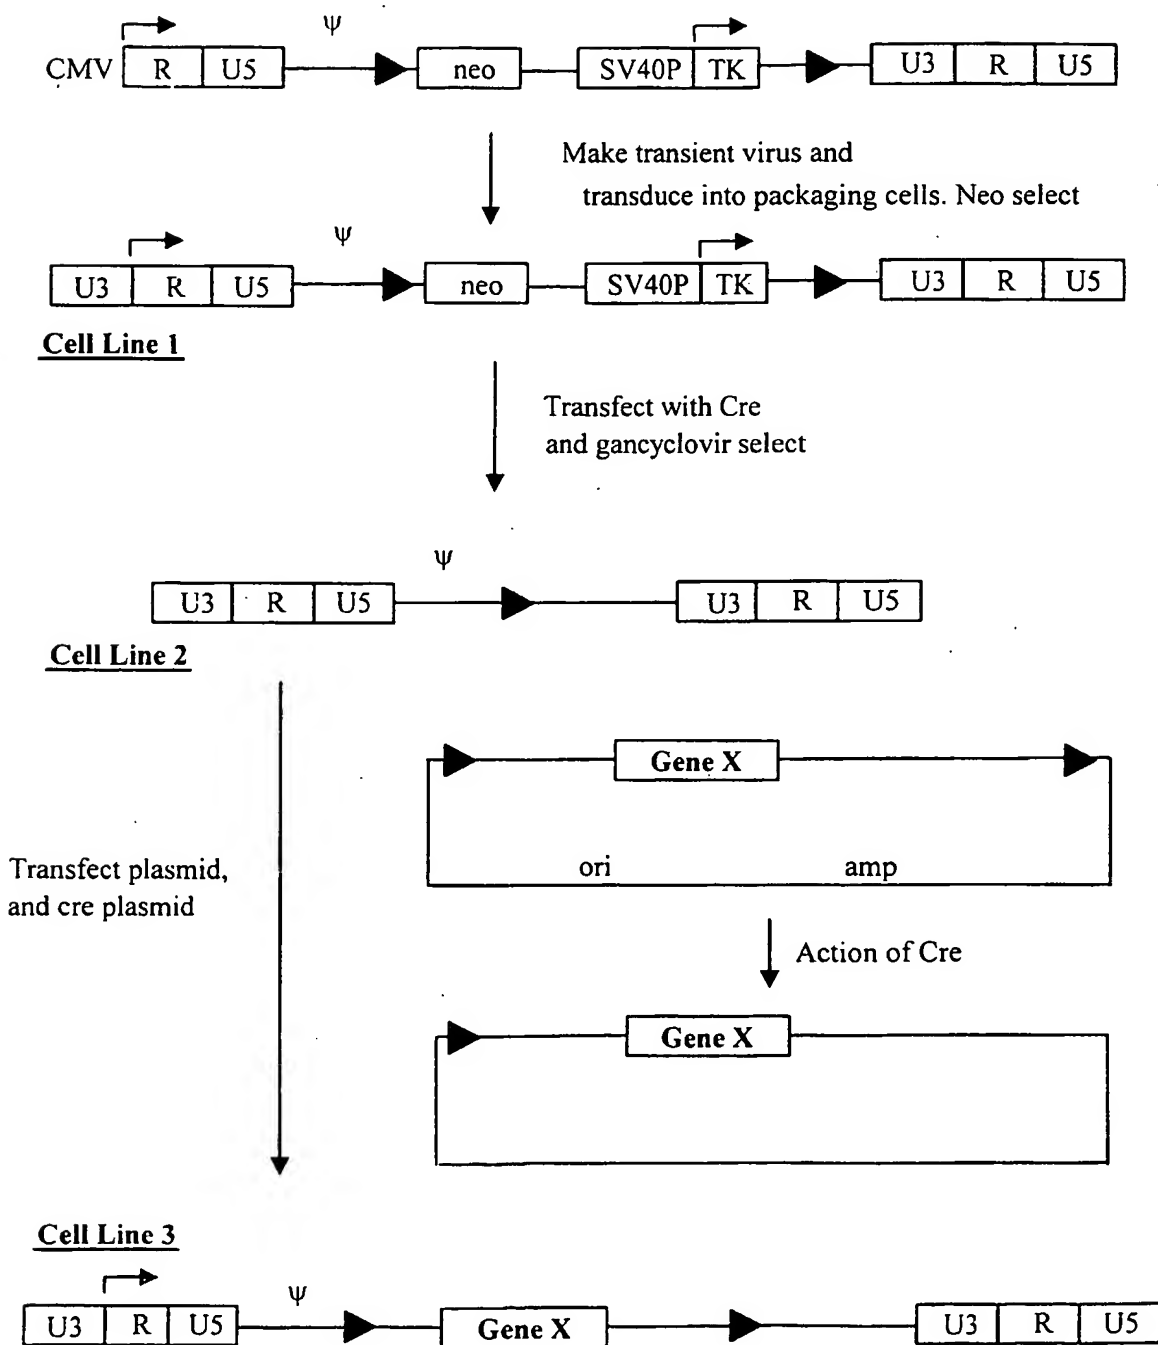 ψ
CMV R U5 neo SV40P TK U3 R U5
Make transient virus and
transduce into packaging cells. Neo select
ψ
U3 R U5 neo SV40P TK U3 R U5
Cell Line 1
Transfect with Cre
and gancyclovir select
ψ
U3 R U5 U3 R U5
Cell Line 2
Gene X
Transfect plasmid,
and cre plasmid
ori amp
Action of Cre
Gene X
Cell Line 3
ψ
U3 R U5 Gene X U3 R U5